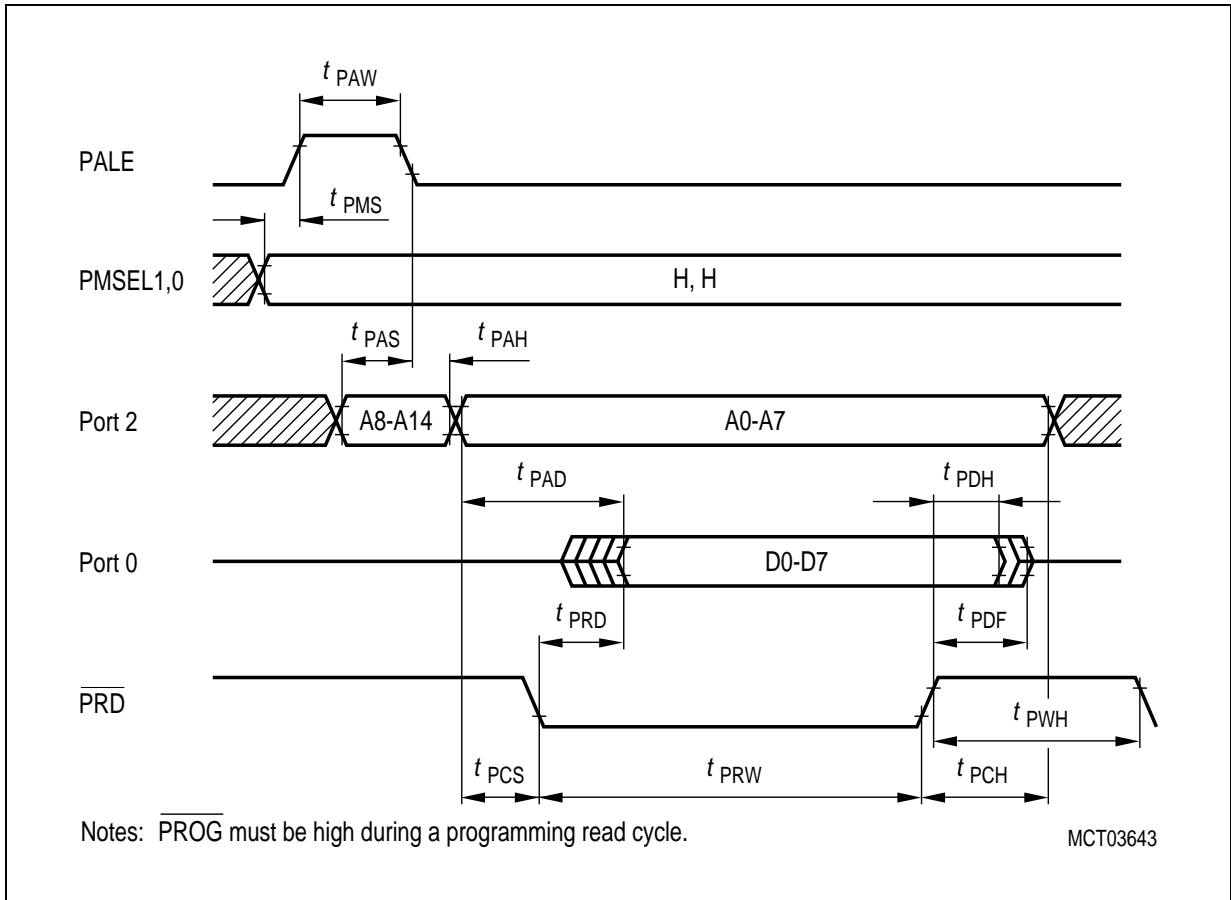 t PAW
PALE
t PMS
PMSEL1,0
H, H
t PAS
t PAH
Port 2
A8-A14
A0-A7
t PAD
t PDH
Port 0
D0-D7
t PRD
t PDF
PRD
t PWH
t PCS
t PRW
t PCH
Notes: PROG must be high during a programming read cycle.
MCT03643